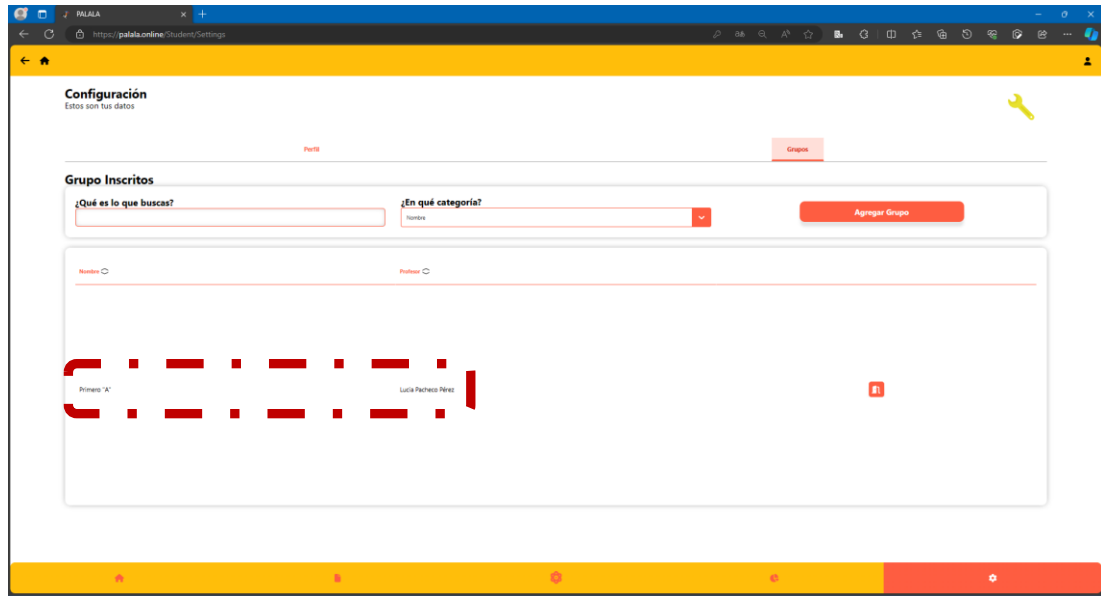 PALALA
https://palala.online/Student/Settings
Configuración
Estos son tus datos
Perfil
Grupos
Grupo Inscritos
¿Qué es lo que buscas?
¿En qué categoría?
Nombre
Agregar Grupo
Nombre
Profesor
Primero "A"
Lucía Pacheco Pérez